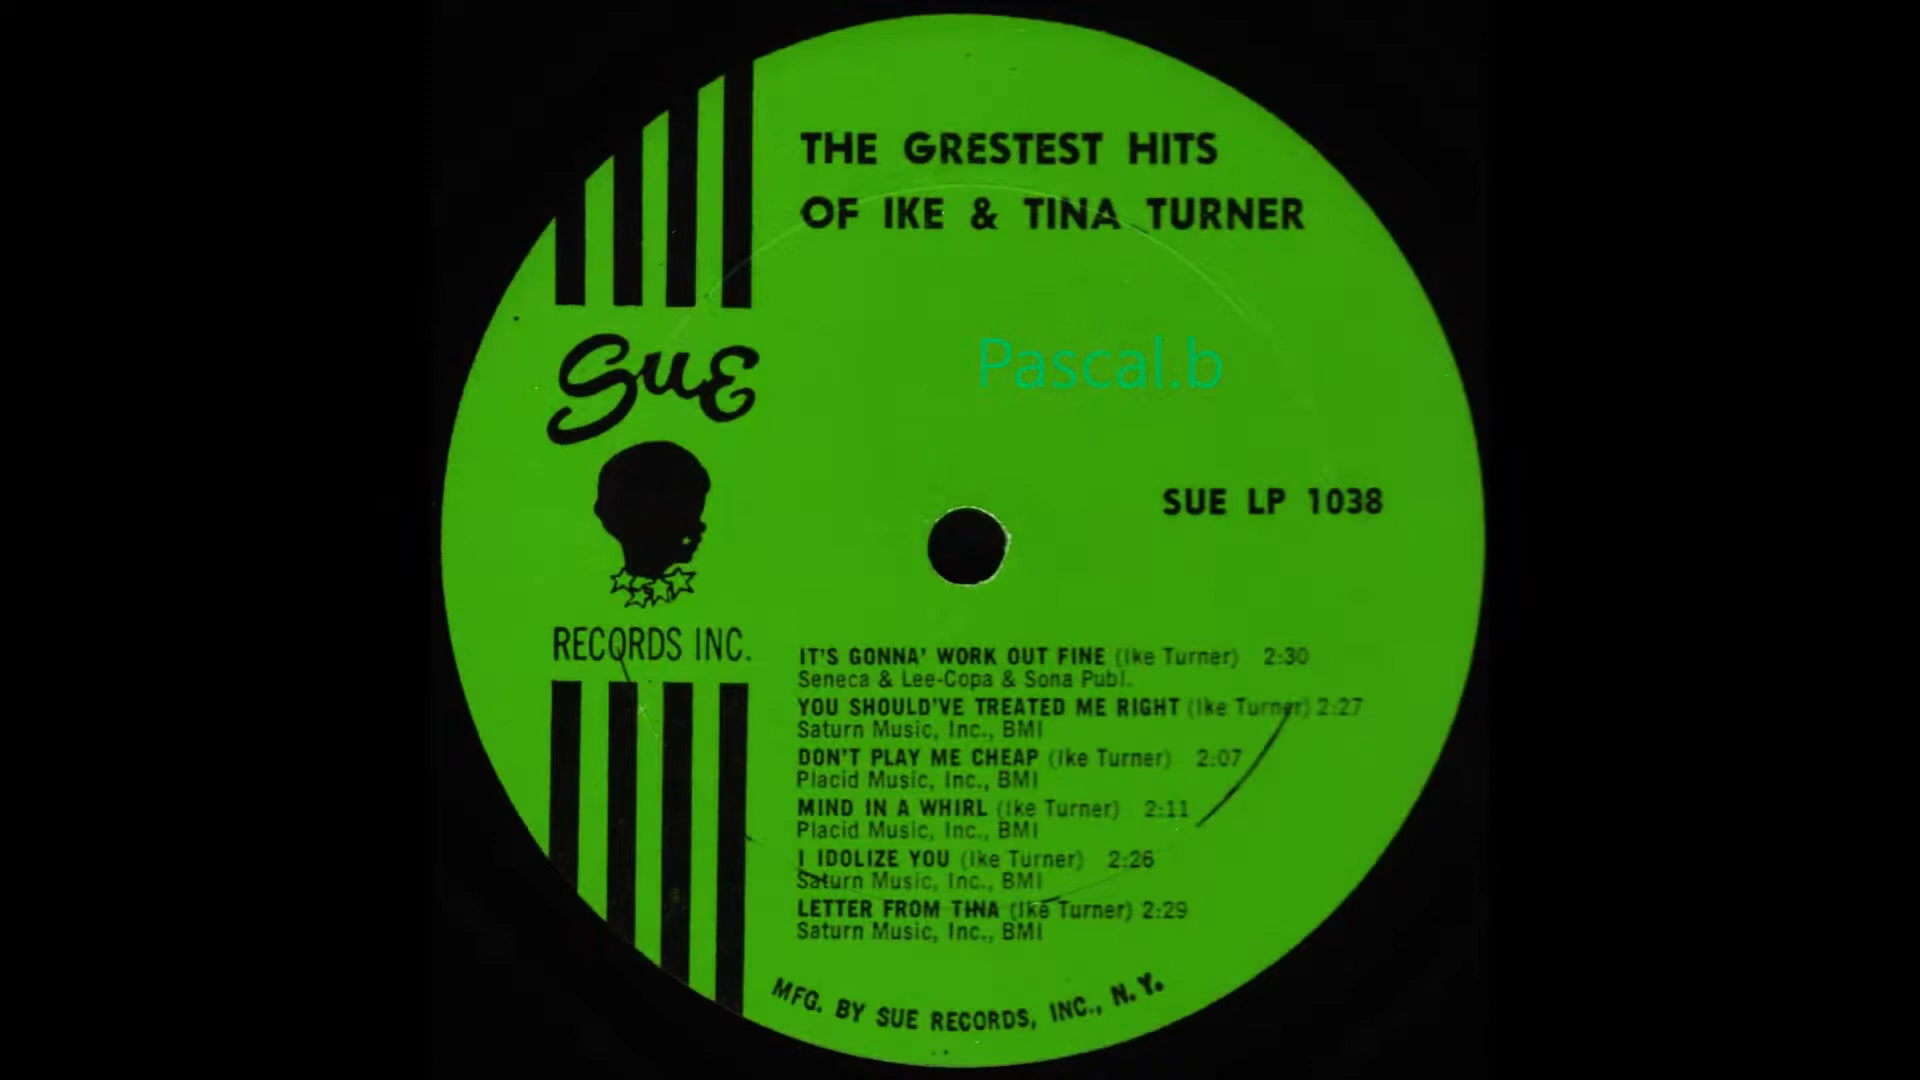 THE GRESTEST HITS
OF IKE & TINA TURNER
Sue
Pascal.b
SUE LP 1038
RECORDS INC.
IT'S GONNA' WORK OUT FINE (Ike Turner) 2:30
Seneca & Lee-Copa & Sona Publ.
YOU SHOULD'VE TREATED ME RIGHT (Ike Turner) 2:27
Saturn Music, Inc., BMI
DON'T PLAY ME CHEAP (Ike Turner) 2:07
Placid Music, Inc., BMI
MIND IN A WHIRL (Ike Turner) 2:11
Placid Music, Inc., BMI
I IDOLIZE YOU (Ike Turner) 2:26
Saturn Music, Inc., BMI
LETTER FROM TINA (Ike Turner) 2:29
Saturn Music, Inc., BMI
MFG. BY SUE RECORDS, INC., N.Y.